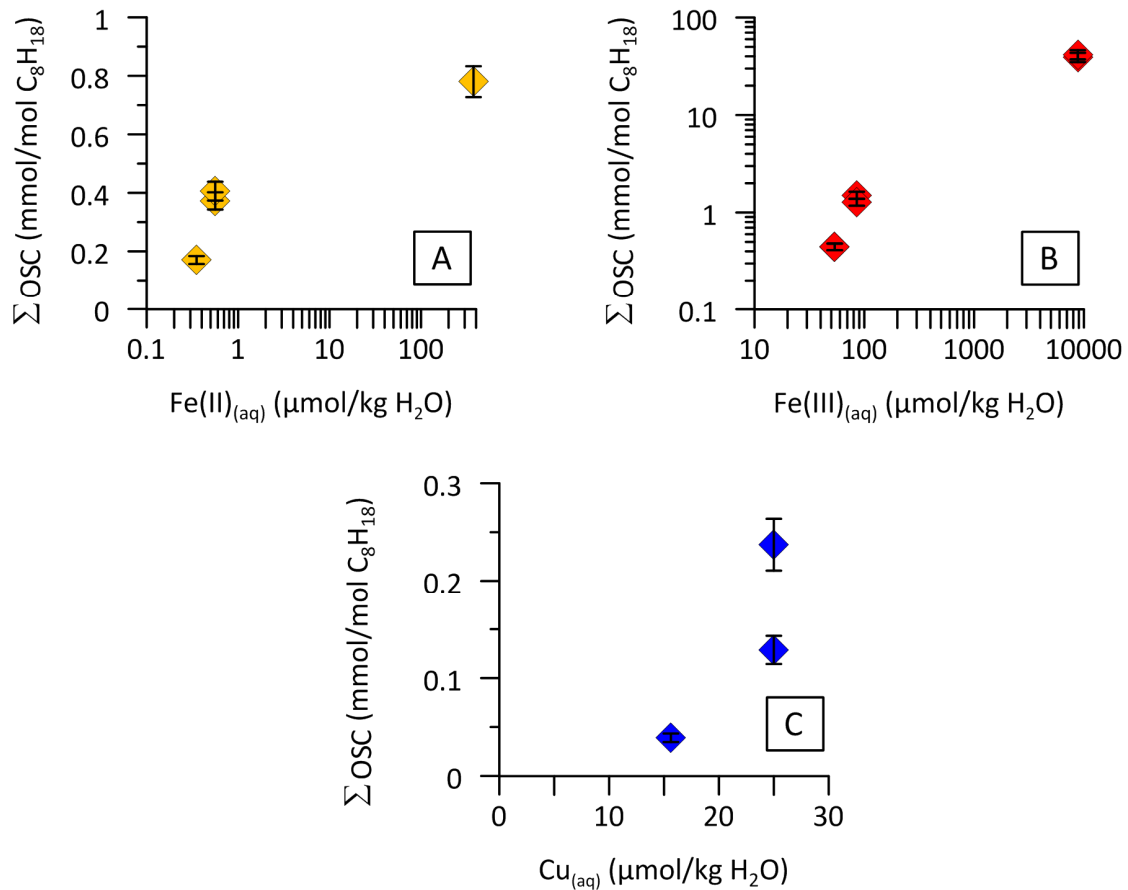 ∑OSC (mmol/mol C₈H₁₈)
1
0.8
0.6
0.4
0.2
0
A
0.1 1 10 100
Fe(II)₍aq₎ (µmol/kg H₂O)
∑OSC (mmol/mol C₈H₁₈)
100
10
1
0.1
B
10 100 1000 10000
Fe(III)₍aq₎ (µmol/kg H₂O)
∑OSC (mmol/mol C₈H₁₈)
0.3
0.2
0.1
0
C
0 10 20 30
Cu₍aq₎ (µmol/kg H₂O)